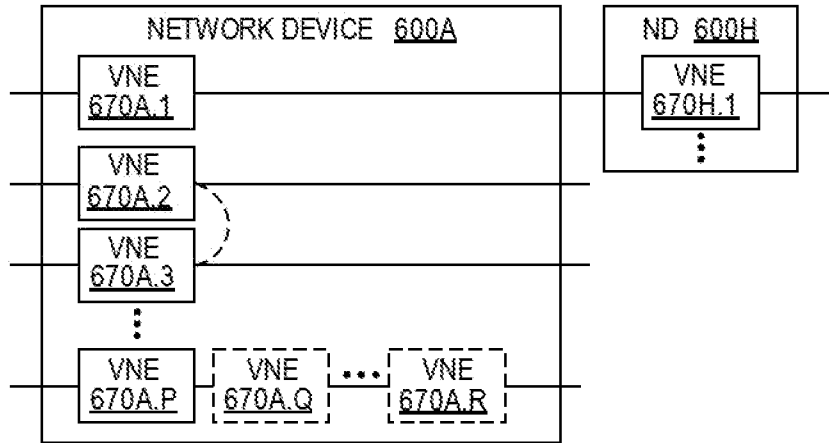 NETWORK DEVICE 600A
ND 600H
VNE
670A.1
VNE
670H.1
VNE
670A.2
VNE
670A.3
VNE
670A.P
VNE
670A.Q
VNE
670A.R